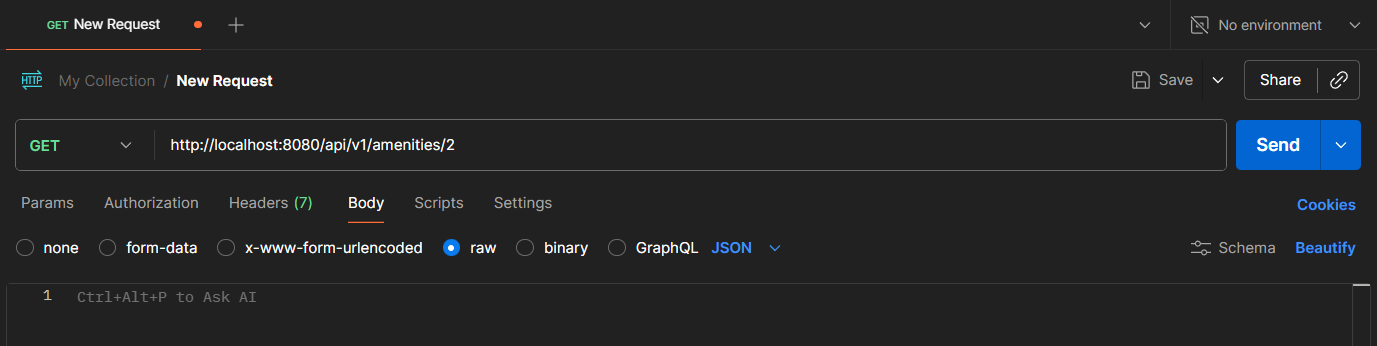 GET New Request
No environment
HTTP My Collection / New Request Save Share
GET http://localhost:8080/api/v1/amenities/2 Send
Params Authorization Headers (7) Body Scripts Settings Cookies
none form-data x-www-form-urlencoded raw binary GraphQL JSON Schema Beautify
1 Ctrl+Alt+P to Ask AI